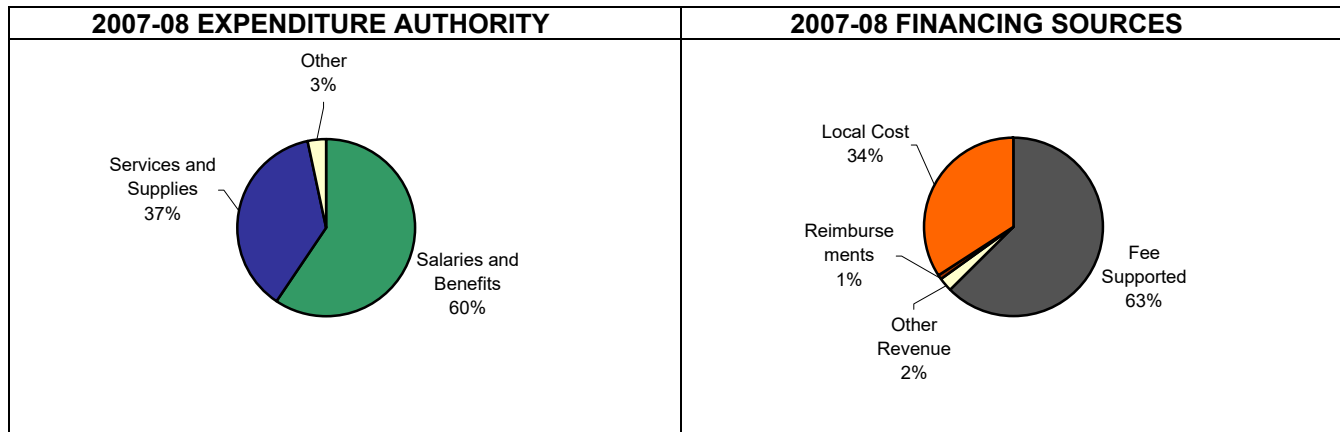 2007-08 EXPENDITURE AUTHORITY
Other
3%
Services and
Supplies
37%
Salaries and
Benefits
60%
2007-08 FINANCING SOURCES
Local Cost
34%
Reimburse
ments
1%
Other
Revenue
2%
Fee
Supported
63%